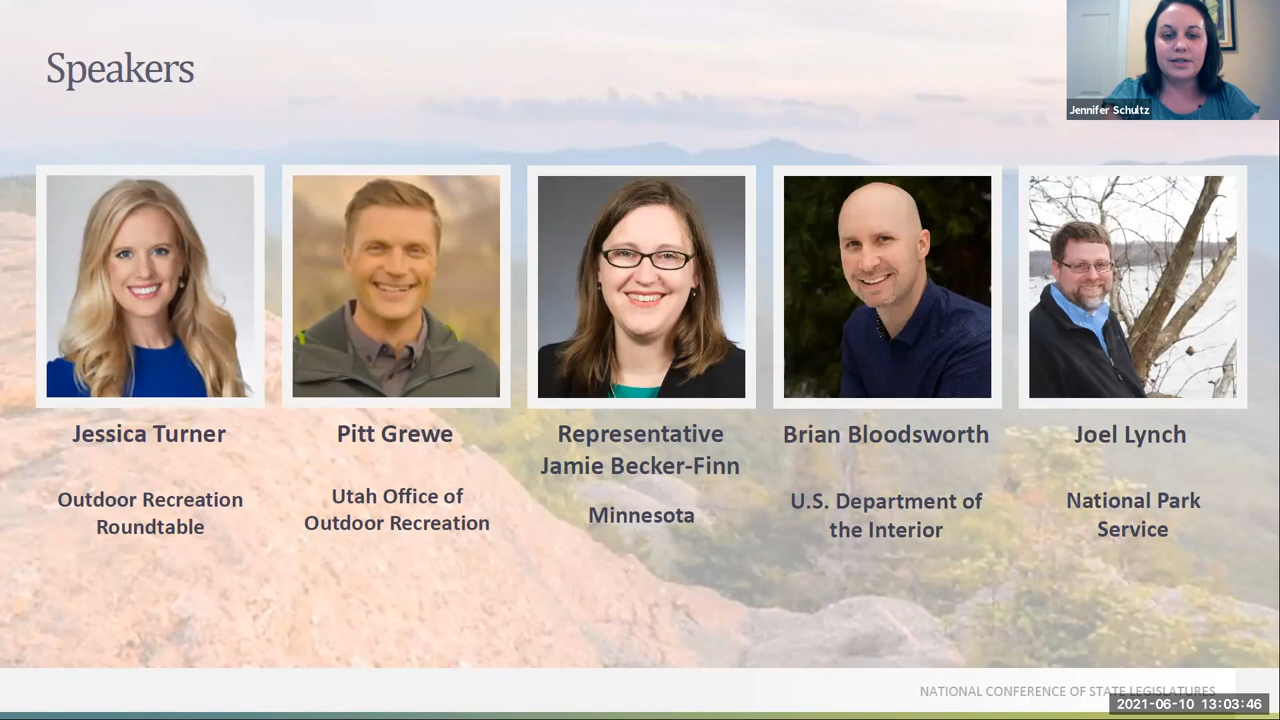 Speakers
Jennifer Schultz
Jessica Turner
Outdoor Recreation
Roundtable
Pitt Grewe
Utah Office of
Outdoor Recreation
Representative
Jamie Becker-Finn
Minnesota
Brian Bloodsworth
U.S. Department of
the Interior
Joel Lynch
National Park
Service
NATIONAL CONFERENCE OF STATE LEGISLATURES
2021-06-10 13:03:46